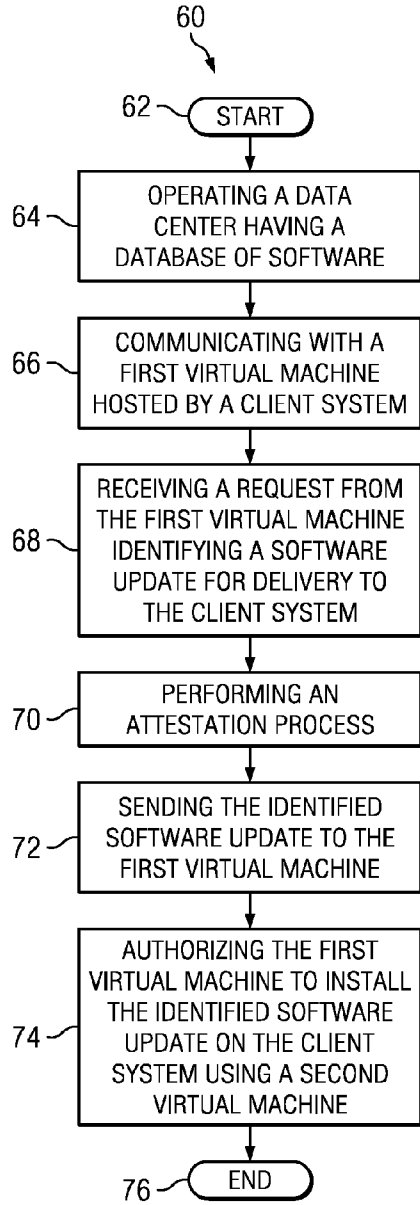 60
62
START
64
OPERATING A DATA
CENTER HAVING A
DATABASE OF SOFTWARE
66
COMMUNICATING WITH A
FIRST VIRTUAL MACHINE
HOSTED BY A CLIENT SYSTEM
68
RECEIVING A REQUEST FROM
THE FIRST VIRTUAL MACHINE
IDENTIFYING A SOFTWARE
UPDATE FOR DELIVERY TO
THE CLIENT SYSTEM
70
PERFORMING AN
ATTESTATION PROCESS
72
SENDING THE IDENTIFIED
SOFTWARE UPDATE TO THE
FIRST VIRTUAL MACHINE
74
AUTHORIZING THE FIRST
VIRTUAL MACHINE TO INSTALL
THE IDENTIFIED SOFTWARE
UPDATE ON THE CLIENT
SYSTEM USING A SECOND
VIRTUAL MACHINE
76
END